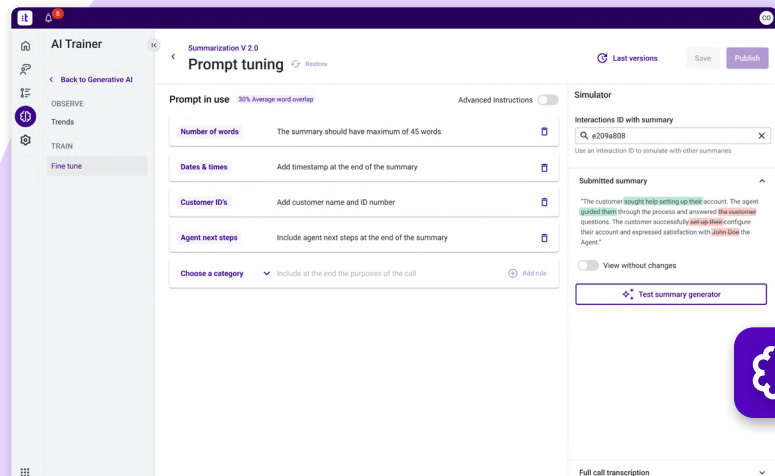 :t
8
CO
AI Trainer
Back to Generative AI
OBSERVE
Trends
TRAIN
Fine tune
Summarization V 2.0
Prompt tuning
Restore
Last versions
Save
Publish
Prompt in use
30% Average word overlap
Advanced Instructions
Number of words
The summary should have maximum of 45 words
Dates & times
Add timestamp at the end of the summary
Customer ID's
Add customer name and ID number
Agent next steps
Include agent next steps at the end of the summary
Choose a category
Include at the end the purposes of the call
Add rule
Simulator
Interactions ID with summary
e209a808
Use an Interaction ID to simulate with other summaries
Submitted summary
"The customer sought help setting up their account. The agent
guided them through the process and answered the customer
questions. The customer successfully set up their configure
their account and expressed satisfaction with John Doe the
Agent."
View without changes
Test summary generator
Full call transcription